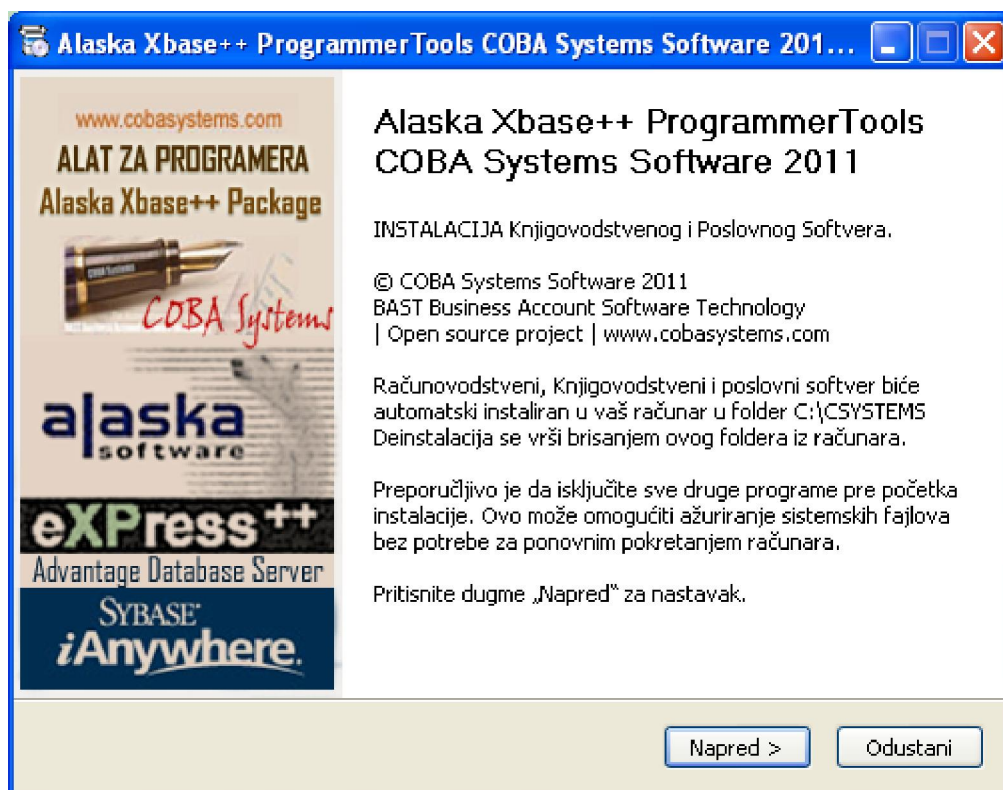 Alaska Xbase++ ProgrammerTools COBA Systems Software 201...
www.cobasystems.com
ALAT ZA PROGRAMERA
Alaska Xbase++ Package
COBA Systems
alaska
software
eXPress++
Advantage Database Server
SYBASE
iAnywhere.
Alaska Xbase++ ProgrammerTools
COBA Systems Software 2011
INSTALACIJA Knjigovodstvenog i Poslovnog Softvera.
© COBA Systems Software 2011
BAST Business Account Software Technology
| Open source project | www.cobasystems.com
Računovodstveni, Knjigovodstveni i poslovni softver biće
automatski instaliran u vaš računar u folder C:\CSYSTEMS
Deinstalacija se vrši brisanjem ovog foldera iz računara.
Preporučljivo je da isključite sve druge programe pre početka
instalacije. Ovo može omogućiti ažuriranje sistemskih fajlova
bez potrebe za ponovnim pokretanjem računara.
Pritisnite dugme „Napred“ za nastavak.
Napred >
Odustani